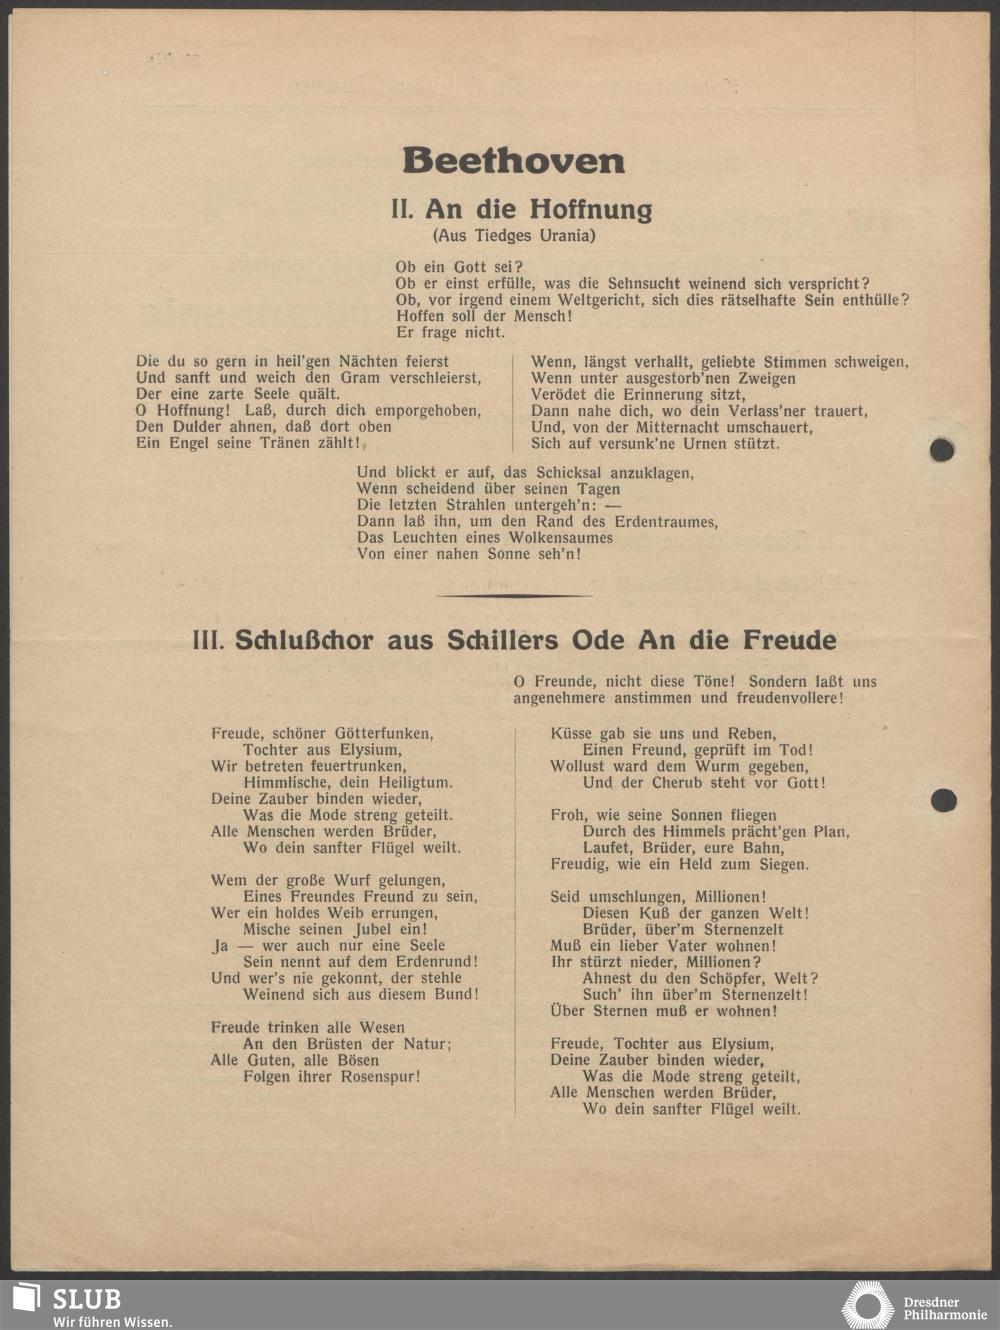 Beethoven
II. An die Hoffnung
(Aus Tiedges Urania)
Ob ein Gott sei?
Ob er einst erfülle, was die Sehnsucht weinend sich verspricht?
Ob, vor irgend einem Weltgericht, sich dies rätselhafte Sein enthülle?
Hoffen soll der Mensch!
Er frage nicht.
Die du so gern in heil'gen Nächten feierst
Und sanft und weich den Gram verschleierst,
Der eine zarte Seele quält.
O Hoffnung! Laß, durch dich emporgehoben,
Den Dulder ahnen, daß dort oben
Ein Engel seine Tränen zählt!
Wenn, längst verhallt, geliebte Stimmen schweigen,
Wenn unter ausgestorb'nen Zweigen
Verödet die Erinnerung sitzt,
Dann nahe dich, wo dein Verlass'ner trauert,
Und, von der Mitternacht umschauert,
Sich auf versunk'ne Urnen stützt.
Und blickt er auf, das Schicksal anzuklagen,
Wenn scheidend über seinen Tagen
Die letzten Strahlen untergeh'n: —
Dann laß ihn, um den Rand des Erdentraumes,
Das Leuchten eines Wolkensaumes
Von einer nahen Sonne seh'n!
III. Schlußchor aus Schillers Ode An die Freude
O Freunde, nicht diese Töne! Sondern laßt uns
angenehmere anstimmen und freudenvollere!
Freude, schöner Götterfunken,
Tochter aus Elysium,
Wir betreten feuertrunken,
Himmlische, dein Heiligtum.
Deine Zauber binden wieder,
Was die Mode streng geteilt.
Alle Menschen werden Brüder,
Wo dein sanfter Flügel weilt.
Wem der große Wurf gelungen,
Eines Freundes Freund zu sein,
Wer ein holdes Weib errungen,
Mische seinen Jubel ein!
Ja — wer auch nur eine Seele
Sein nennt auf dem Erdenrund!
Und wer's nie gekonnt, der stehle
Weinend sich aus diesem Bund!
Freude trinken alle Wesen
An den Brüsten der Natur;
Alle Guten, alle Bösen
Folgen ihrer Rosenspur!
Küsse gab sie uns und Reben,
Einen Freund, geprüft im Tod!
Wollust ward dem Wurm gegeben,
Und der Cherub steht vor Gott!
Froh, wie seine Sonnen fliegen
Durch des Himmels prächt'gen Plan,
Laufet, Brüder, eure Bahn,
Freudig, wie ein Held zum Siegen.
Seid umschlungen, Millionen!
Diesen Kuß der ganzen Welt!
Brüder, über'm Sternenzelt
Muß ein lieber Vater wohnen!
Ihr stürzt nieder, Millionen?
Ahnest du den Schöpfer, Welt?
Such' ihn über'm Sternenzelt!
Über Sternen muß er wohnen!
Freude, Tochter aus Elysium,
Deine Zauber binden wieder,
Was die Mode streng geteilt,
Alle Menschen werden Brüder,
Wo dein sanfter Flügel weilt.
SLUB
Wir führen Wissen.
Dresdner
Philharmonie